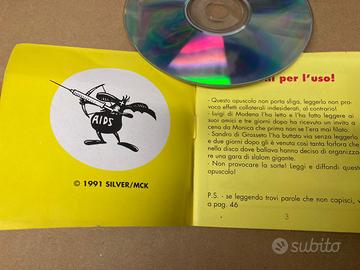 AIDS
© 1991 SILVER/MCK
i per l'uso!
- Questo opuscolo non porta sfiga, leggerlo non pro-
voca effetti collaterali indesiderati, al contrario!
- Luigi di Modena l'ha letto e l'ha fatto leggere ai
suoi amici e tre giorni dopo ha ricevuto un invito a
cena da Monica che prima non se l'era mai filato.
- Sandro di Grosseto l'ha buttato via senza leggerlo
e due giorni dopo gli è venuta così tanta forfora che
nella disco dove ballava hanno deciso di organizza-
re una gara di slalom gigante.
- Non provocare la sorte! Leggi e diffondi questo
opuscolo!
P.S. - se leggendo trovi parole che non capisci, v
a pag. 46
3
subito